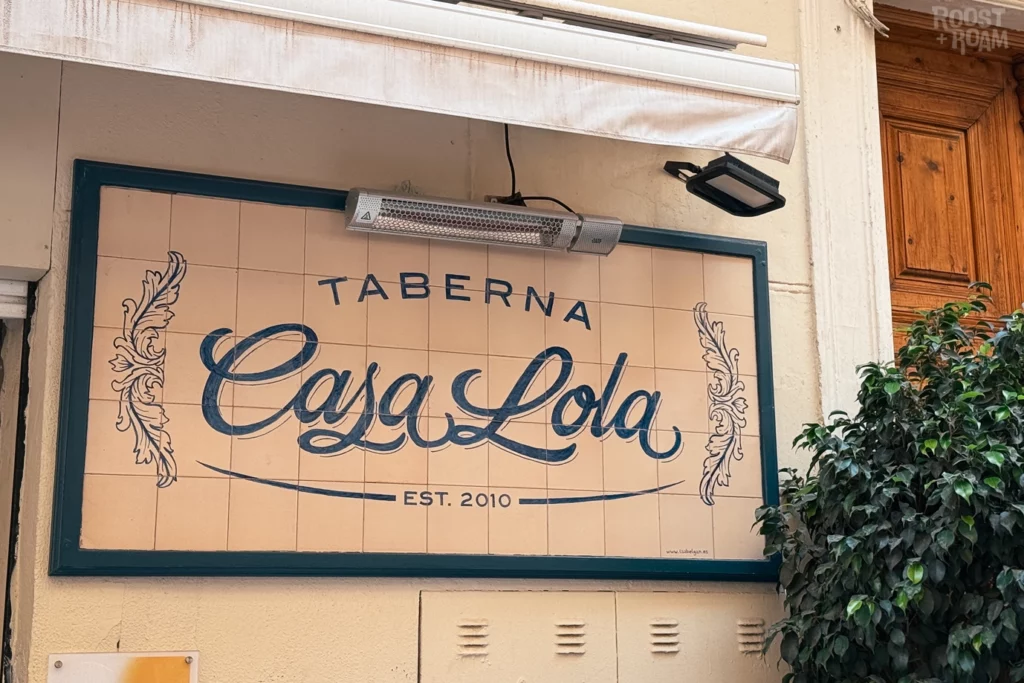 ROOST
+ROAM
TABERNA
Casa Lola
EST. 2010